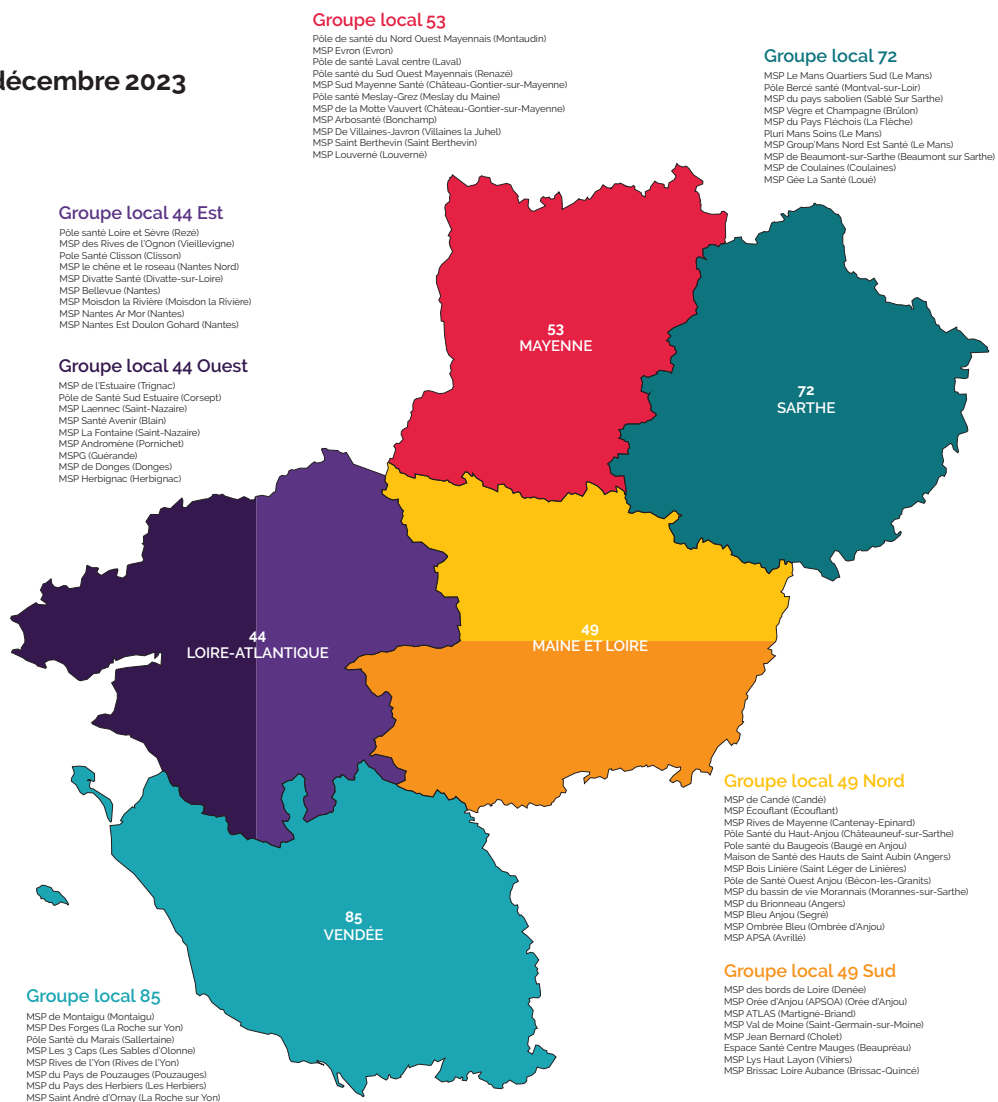 décembre 2023
Groupe local 53
Pôle de santé du Nord Ouest Mayennais (Montaudin)
MSP Evron (Evron)
Pôle de santé Laval centre (Laval)
Pôle santé du Sud Ouest Mayennais (Renazé)
MSP Sud Mayenne Santé (Château-Gontier-sur-Mayenne)
Pôle santé Meslay-Grez (Meslay du Maine)
MSP de la Motte Vauvert (Château-Gontier-sur-Mayenne)
MSP Arbosanté (Bonchamp)
MSP De Villaines-Javron (Villaines la Juhel)
MSP Saint Berthevin (Saint Berthevin)
MSP Louverné (Louverné)
Groupe local 72
MSP Le Mans Quartiers Sud (Le Mans)
Pôle Bercé santé (Montval-sur-Loir)
MSP du pays sabolien (Sablé Sur Sarthe)
MSP Vègre et Champagne (Brûlon)
MSP du Pays Fléchois (La Flèche)
Pluri Mans Soins (Le Mans)
MSP Group'Mans Nord Est Santé (Le Mans)
MSP de Beaumont-sur-Sarthe (Beaumont sur Sarthe)
MSP de Coulaines (Coulaines)
MSP Gée La Santé (Loué)
Groupe local 44 Est
Pôle santé Loire et Sèvre (Rezé)
MSP des Rives de l'Ognon (Vieillevigne)
Pole Santé Clisson (Clisson)
MSP le chêne et le roseau (Nantes Nord)
MSP Divatte Santé (Divatte-sur-Loire)
MSP Bellevue (Nantes)
MSP Moisdon la Rivière (Moisdon la Rivière)
MSP Nantes Ar Mor (Nantes)
MSP Nantes Est Doulon Gohard (Nantes)
Groupe local 44 Ouest
MSP de l'Estuaire (Trignac)
Pôle de Santé Sud Estuaire (Corsept)
MSP Laennec (Saint-Nazaire)
MSP Santé Avenir (Blain)
MSP La Fontaine (Saint-Nazaire)
MSP Andromène (Pornichet)
MSPG (Guérande)
MSP de Donges (Donges)
MSP Herbignac (Herbignac)
53
MAYENNE
72
SARTHE
44
LOIRE-ATLANTIQUE
49
MAINE ET LOIRE
85
VENDÉE
Groupe local 49 Nord
MSP de Candé (Candé)
MSP Écouflant (Écouflant)
MSP Rives de Mayenne (Cantenay-Epinard)
Pôle Santé du Haut-Anjou (Châteauneuf-sur-Sarthe)
Pole santé du Baugeois (Baugé en Anjou)
Maison de Santé des Hauts de Saint Aubin (Angers)
MSP Bois Linière (Saint Léger de Linières)
Pôle de Santé Ouest Anjou (Bécon-les-Granits)
MSP du bassin de vie Morannais (Morannes-sur-Sarthe)
MSP du Brionneau (Angers)
MSP Bleu Anjou (Segré)
MSP Ombrée Bleu (Ombrée d'Anjou)
MSP APSA (Avrillé)
Groupe local 49 Sud
MSP des bords de Loire (Denée)
MSP Orée d'Anjou (APSOA) (Orée d'Anjou)
MSP ATLAS (Martigné-Briand)
MSP Val de Moine (Saint-Germain-sur-Moine)
MSP Jean Bernard (Cholet)
Espace Santé Centre Mauges (Beaupréau)
MSP Lys Haut Layon (Vihiers)
MSP Brissac Loire Aubance (Brissac-Quincé)
Groupe local 85
MSP de Montaigu (Montaigu)
MSP Des Forges (La Roche sur Yon)
Pôle Santé du Marais (Sallertaine)
MSP Les 3 Caps (Les Sables d'Olonne)
MSP Rives de l'Yon (Rives de l'Yon)
MSP du Pays de Pouzauges (Pouzauges)
MSP du Pays des Herbiers (Les Herbiers)
MSP Saint André d'Ornay (La Roche sur Yon)